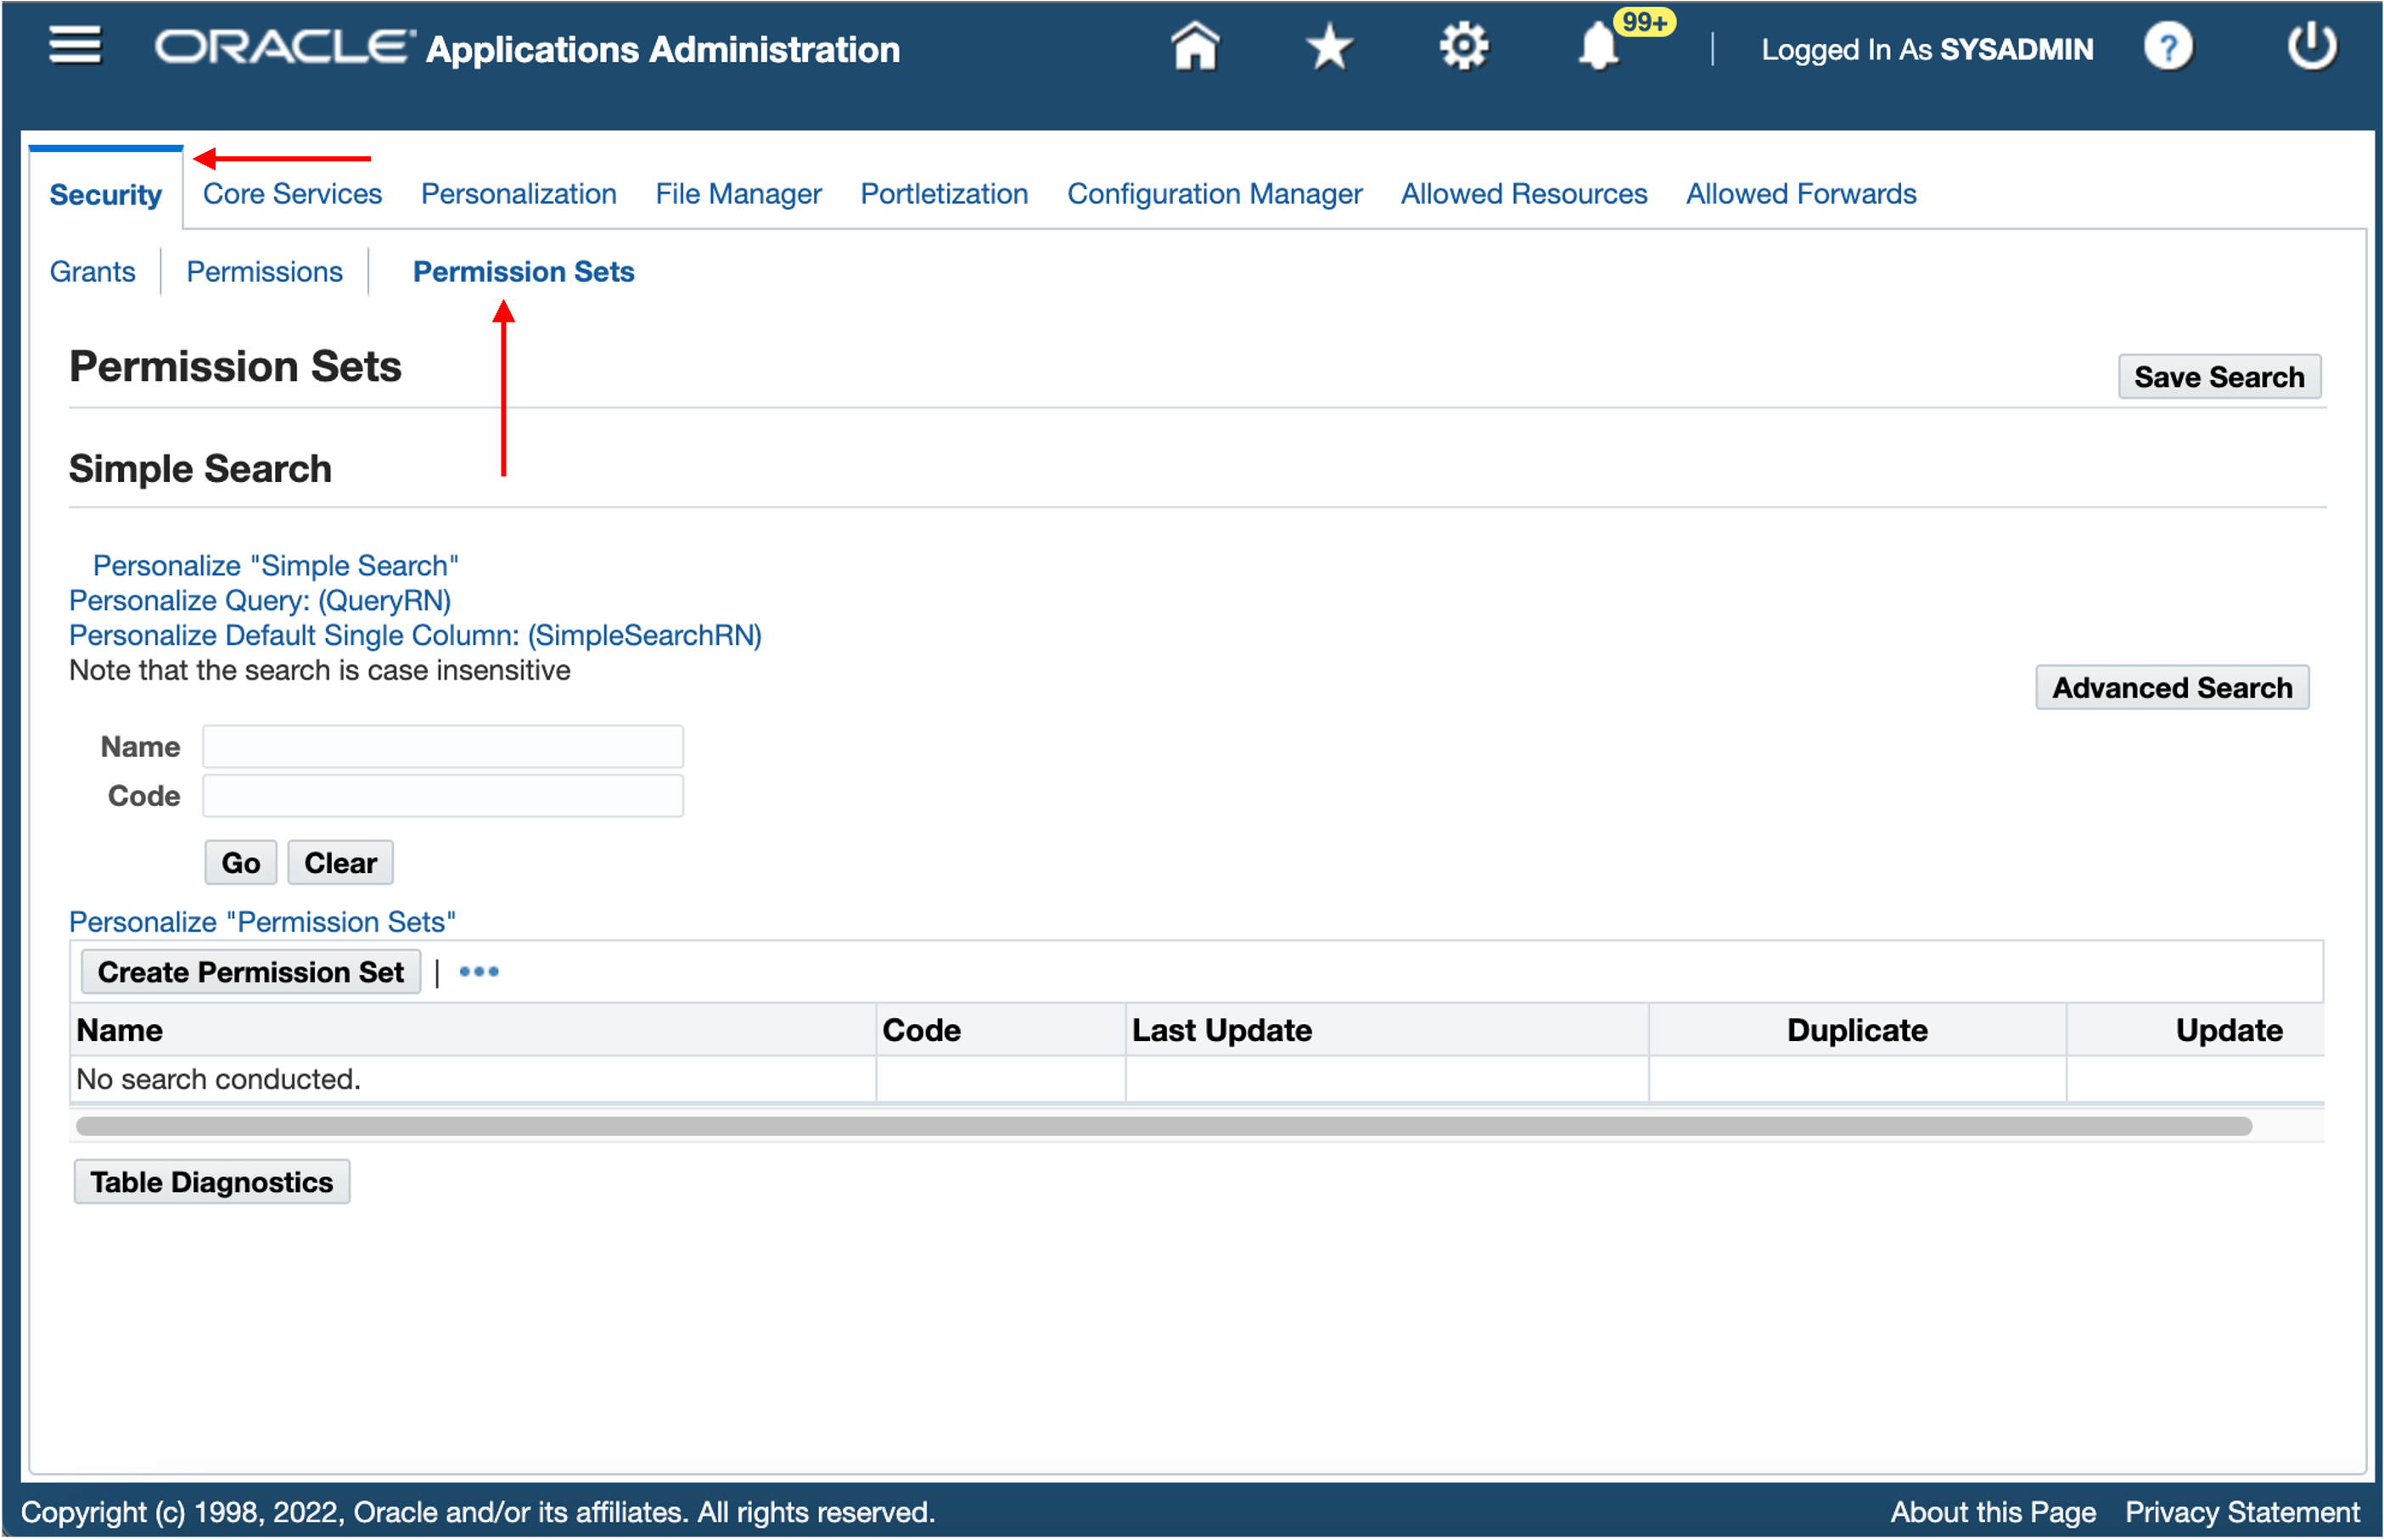 ORACLE Applications Administration 99+ Logged In As SYSADMIN ?
Security Core Services Personalization File Manager Portletization Configuration Manager Allowed Resources Allowed Forwards
Grants Permissions Permission Sets
Permission Sets
Save Search
Simple Search
Personalize "Simple Search"
Personalize Query: (QueryRN)
Personalize Default Single Column: (SimpleSearchRN)
Note that the search is case insensitive
Advanced Search
Name
Code
Go Clear
Personalize "Permission Sets"
Create Permission Set | •••
Name Code Last Update Duplicate Update
No search conducted.
Table Diagnostics
Copyright (c) 1998, 2022, Oracle and/or its affiliates. All rights reserved. About this Page Privacy Statement